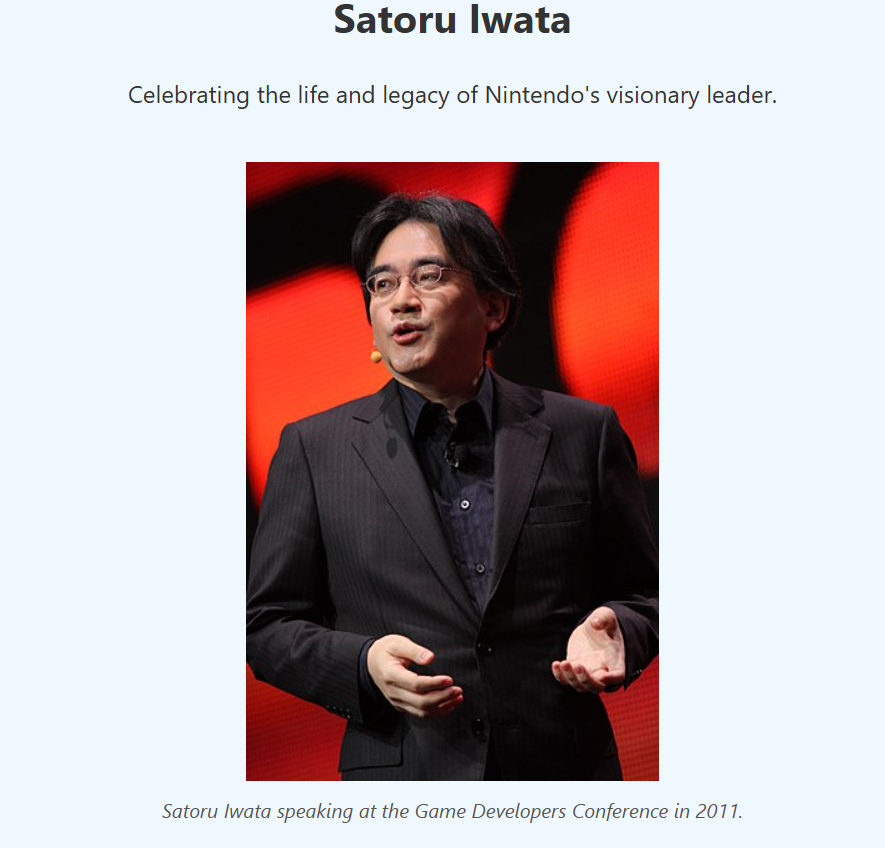 Satoru Iwata
Celebrating the life and legacy of Nintendo's visionary leader.
Satoru Iwata speaking at the Game Developers Conference in 2011.